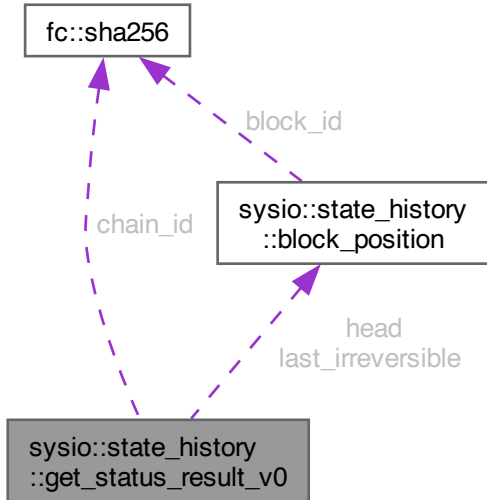 fc::sha256
block_id
chain_id
sysio::state_history
::block_position
head
last_irreversible
sysio::state_history
::get_status_result_v0